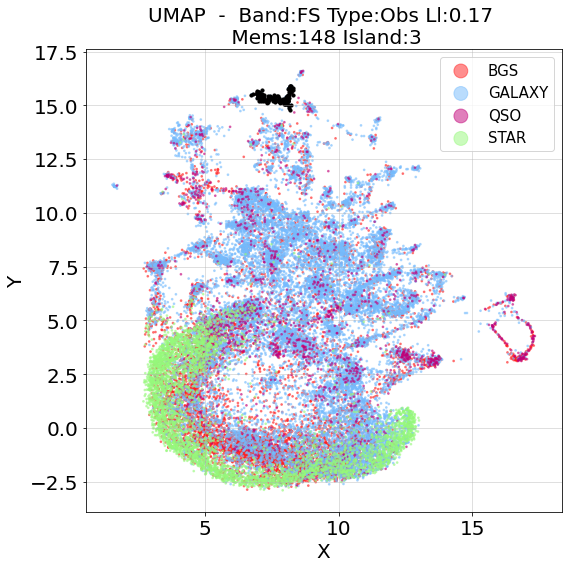 UMAP  -  Band:FS Type:Obs Ll:0.17
Mems:148 Island:3
BGS
GALAXY
QSO
STAR
17.5
15.0
12.5
10.0
7.5
5.0
2.5
0.0
−2.5
Y
5
10
15
X